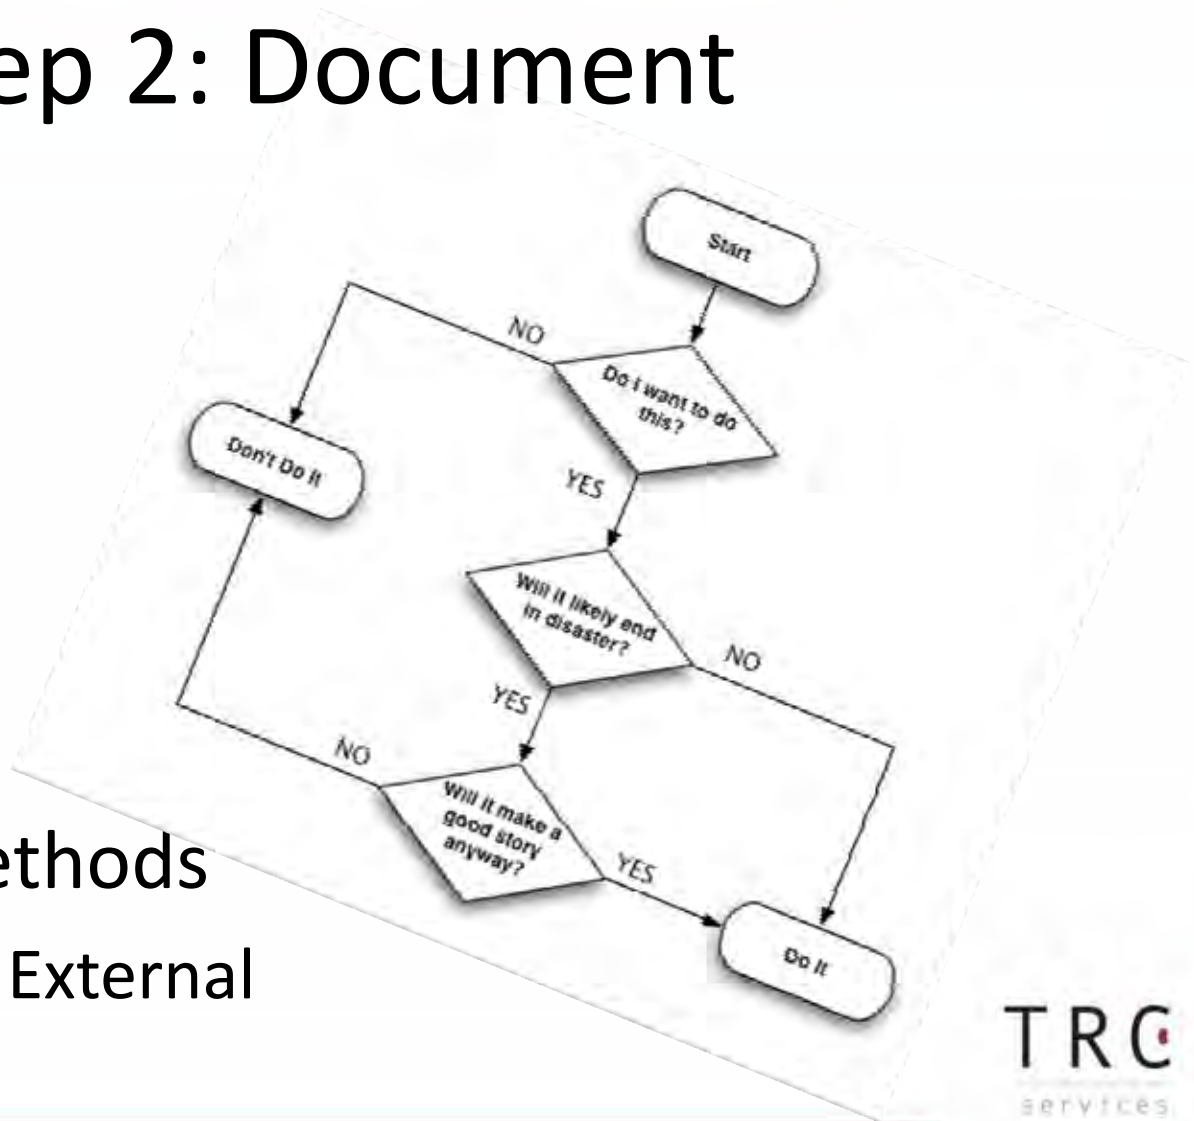 ep 2: Document
Start
NO
Do I want to do
this?
Don't Do It
YES
Will it likely end
in disaster?
NO
YES
NO
Will it make a
good story
anyway?
YES
Do It
ethods
External
TRC
services